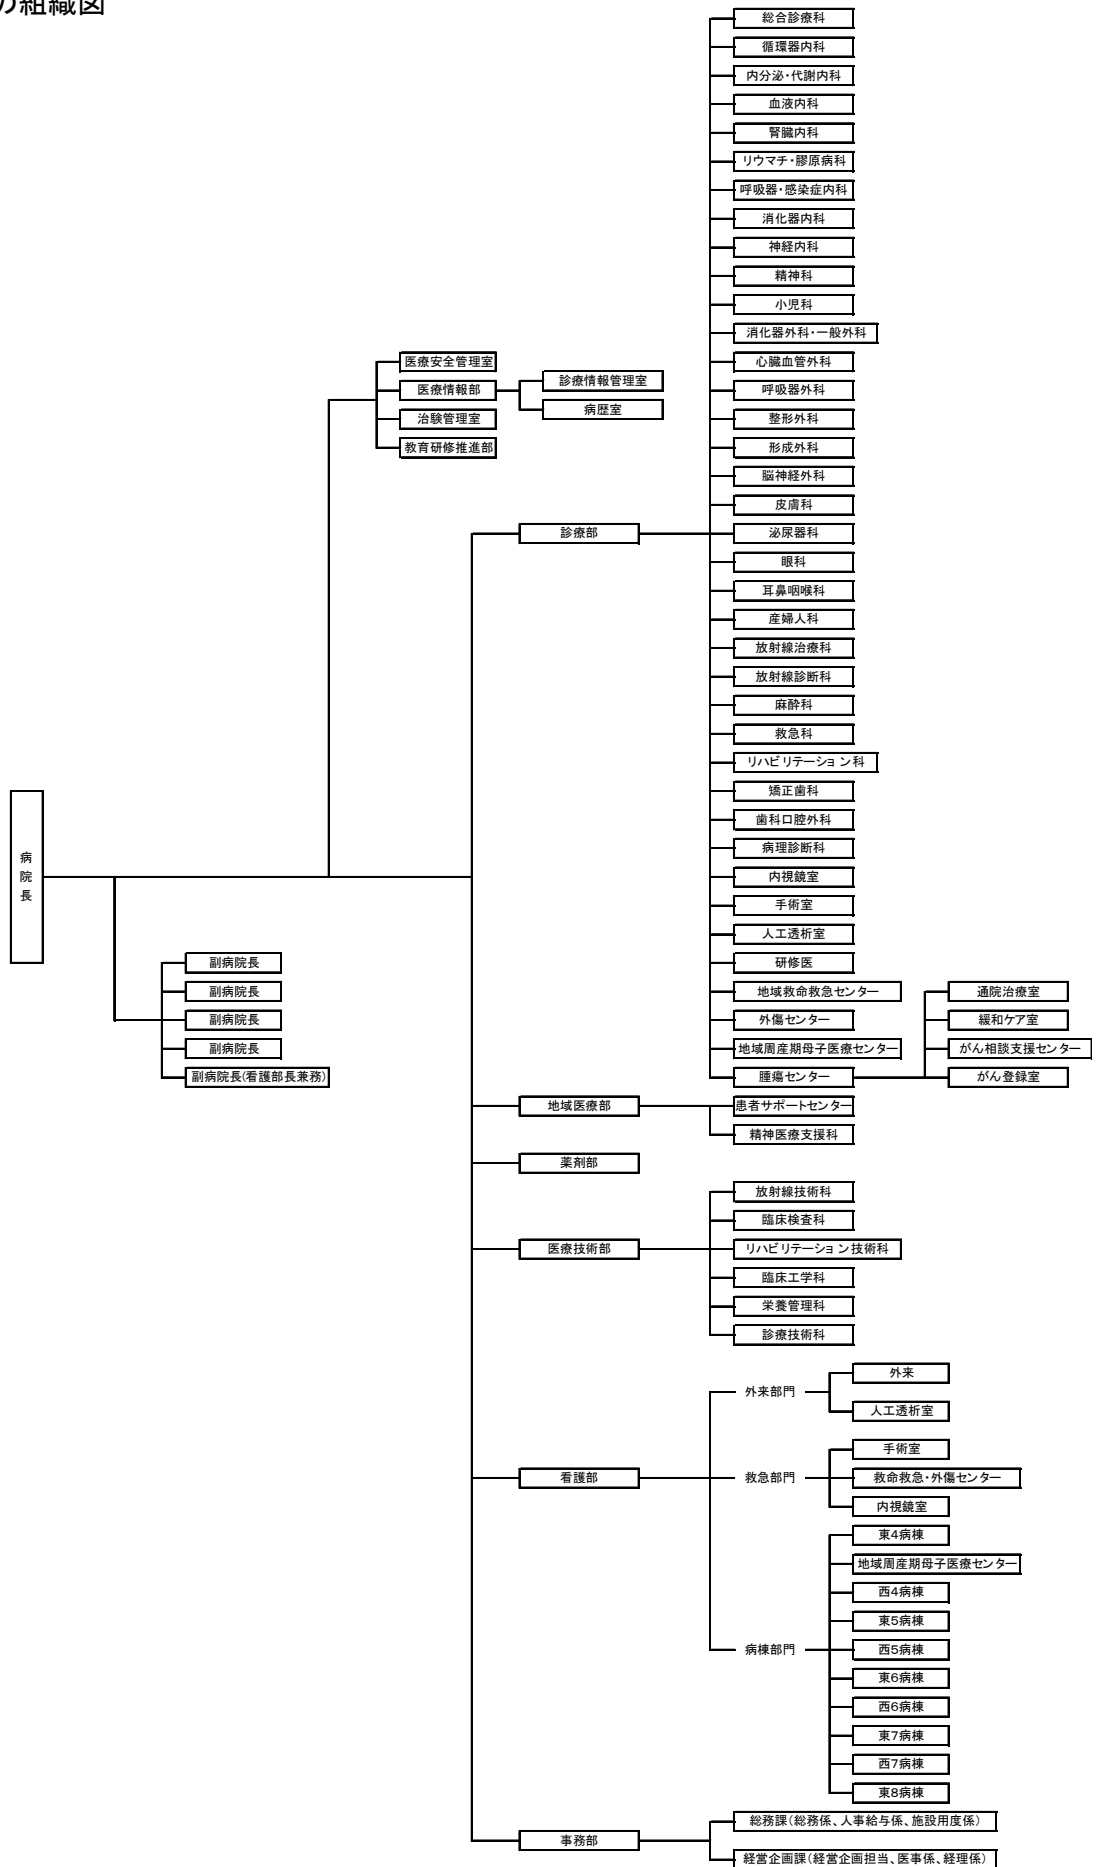 の組織図
総合診療科
循環器内科
内分泌・代謝内科
血液内科
腎臓内科
リウマチ・膠原病科
呼吸器・感染症内科
消化器内科
神経内科
精神科
小児科
消化器外科・一般外科
心臓血管外科
呼吸器外科
整形外科
形成外科
脳神経外科
皮膚科
泌尿器科
眼科
耳鼻咽喉科
産婦人科
放射線治療科
放射線診断科
麻酔科
救急科
リハビリテーション科
矯正歯科
歯科口腔外科
病理診断科
内視鏡室
手術室
人工透析室
研修医
地域救命救急センター
外傷センター
地域周産期母子医療センター
腫瘍センター
通院治療室
緩和ケア室
がん相談支援センター
がん登録室
医療安全管理室
医療情報部
治験管理室
教育研修推進部
診療情報管理室
病歴室
診療部
病院長
副病院長
副病院長
副病院長
副病院長
副病院長(看護部長兼務)
地域医療部
患者サポートセンター
精神医療支援科
薬剤部
医療技術部
放射線技術科
臨床検査科
リハビリテーション技術科
臨床工学科
栄養管理科
診療技術科
看護部
外来部門
外来
人工透析室
救急部門
手術室
救命救急・外傷センター
内視鏡室
病棟部門
東4病棟
地域周産期母子医療センター
西4病棟
東5病棟
西5病棟
東6病棟
西6病棟
東7病棟
西7病棟
東8病棟
事務部
総務課(総務係、人事給与係、施設用度係)
経営企画課(経営企画担当、医事係、経理係)